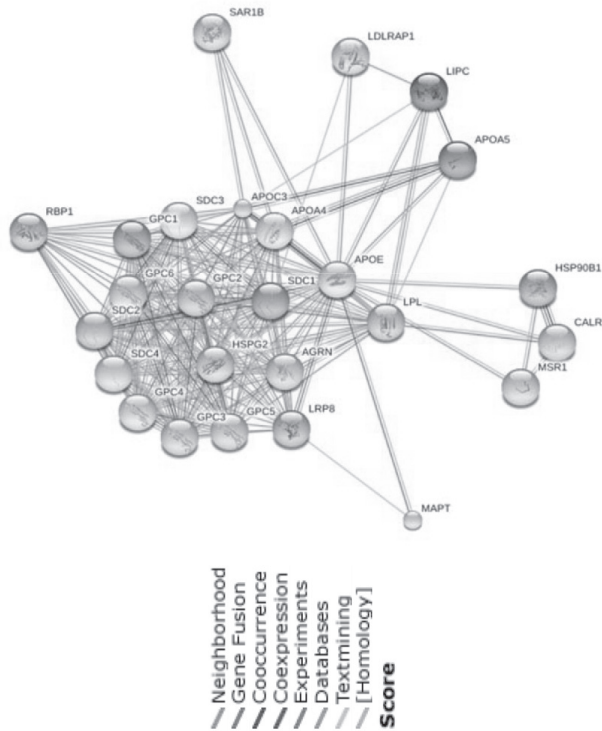 SAR1B
LDLRAP1
LIPC
APOA5
SDC3
APOC3
RBP1
GPC1
APOA4
APOE
GPC6
GPC2
SDC1
HSP90B1
LPL
SDC2
CALR
HSPG2
AGRN
SDC4
MSR1
GPC4
GPC3
GPC5
LRP8
MAPT
Neighborhood
Gene Fusion
Cooccurrence
Coexpression
Experiments
Databases
Textmining
[Homology]
Score